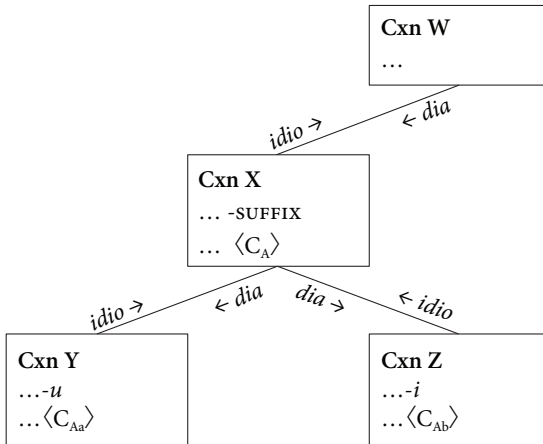 Cxn W
…
idio →
← dia
Cxn X
… -SUFFIX
… ⟨C_A⟩
idio →
← dia
dia →
← idio
Cxn Y
…-u
…⟨C_Aa⟩
Cxn Z
…-i
…⟨C_Ab⟩